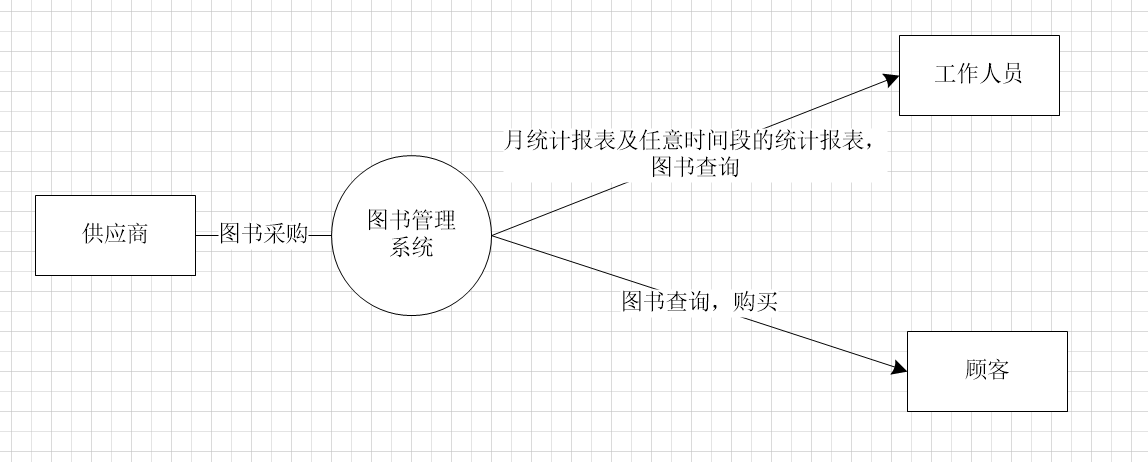 工作人员
月统计报表及任意时间段的统计报表，
图书查询
供应商
图书采购
图书管理
系统
图书查询，购买
顾客